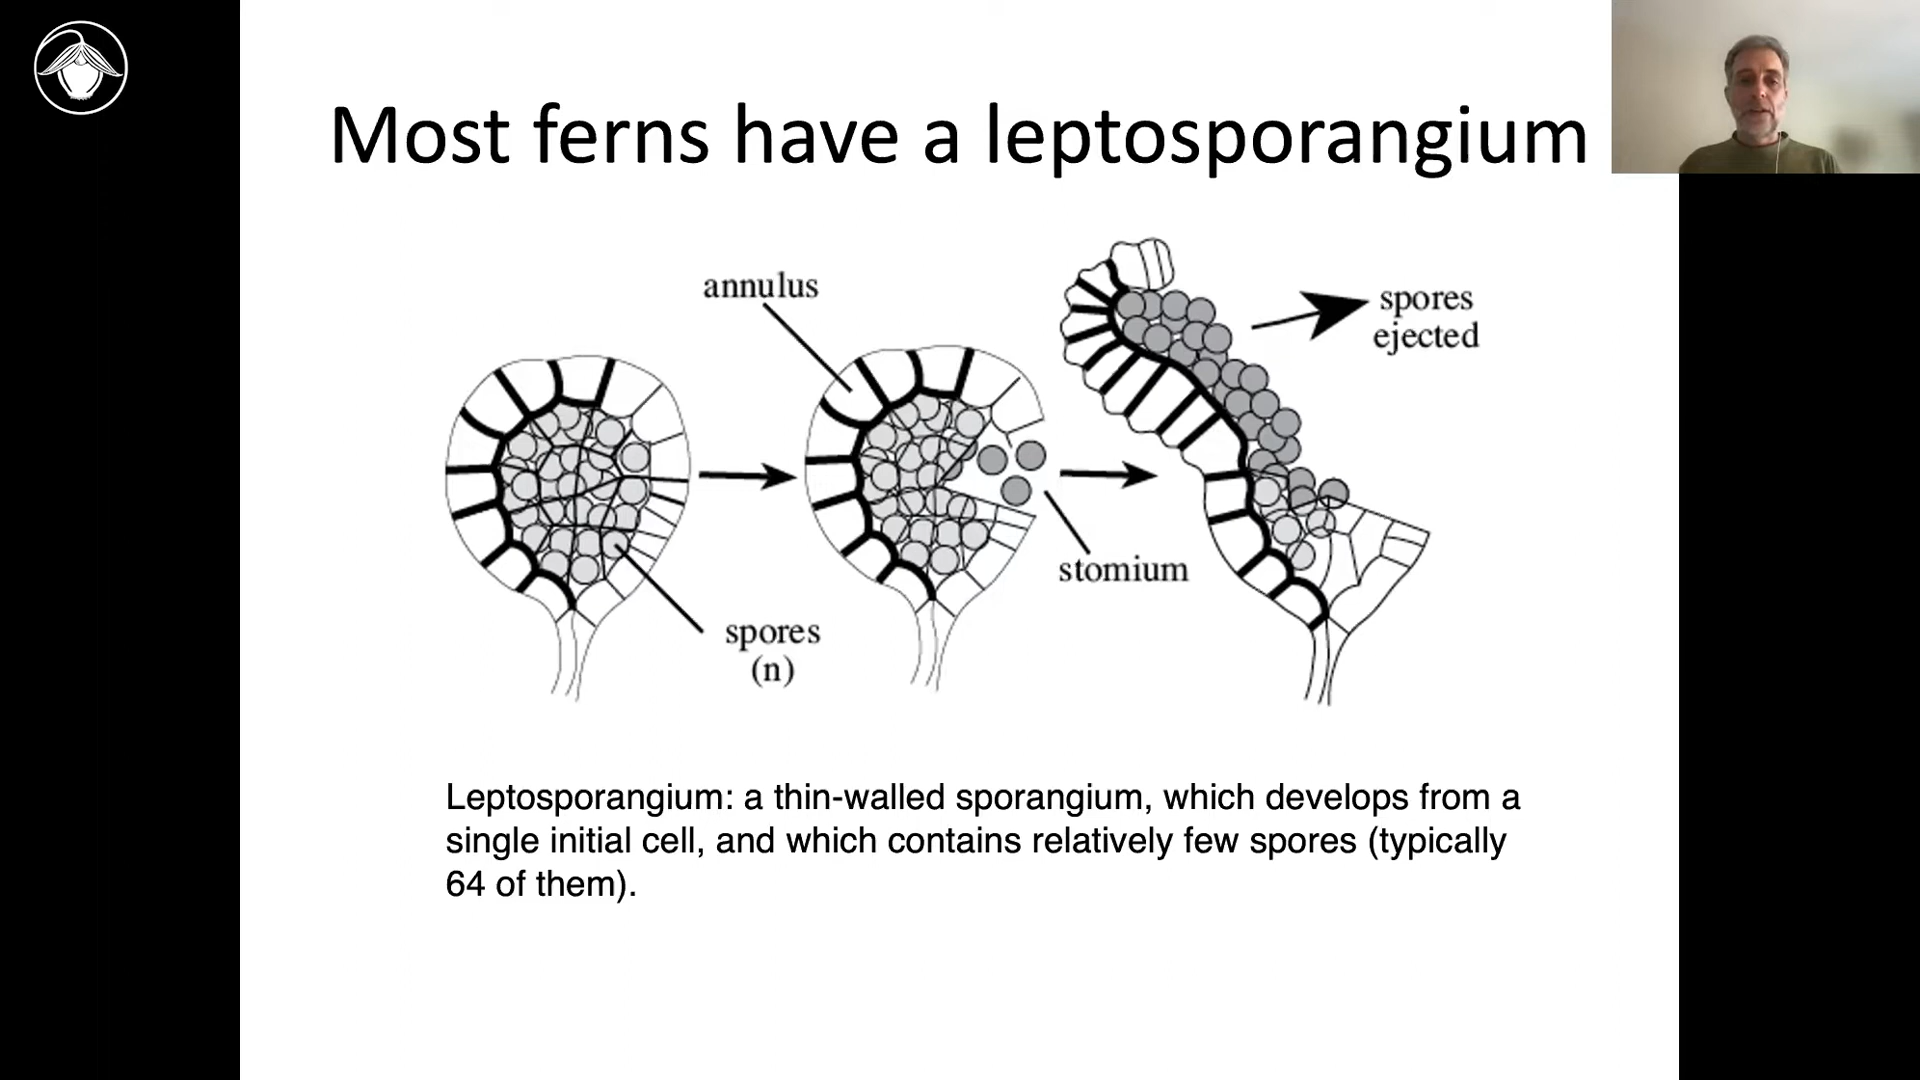 Most ferns have a leptosporangium
annulus
spores
ejected
stomium
spores
(n)
Leptosporangium: a thin-walled sporangium, which develops from a
single initial cell, and which contains relatively few spores (typically
64 of them).